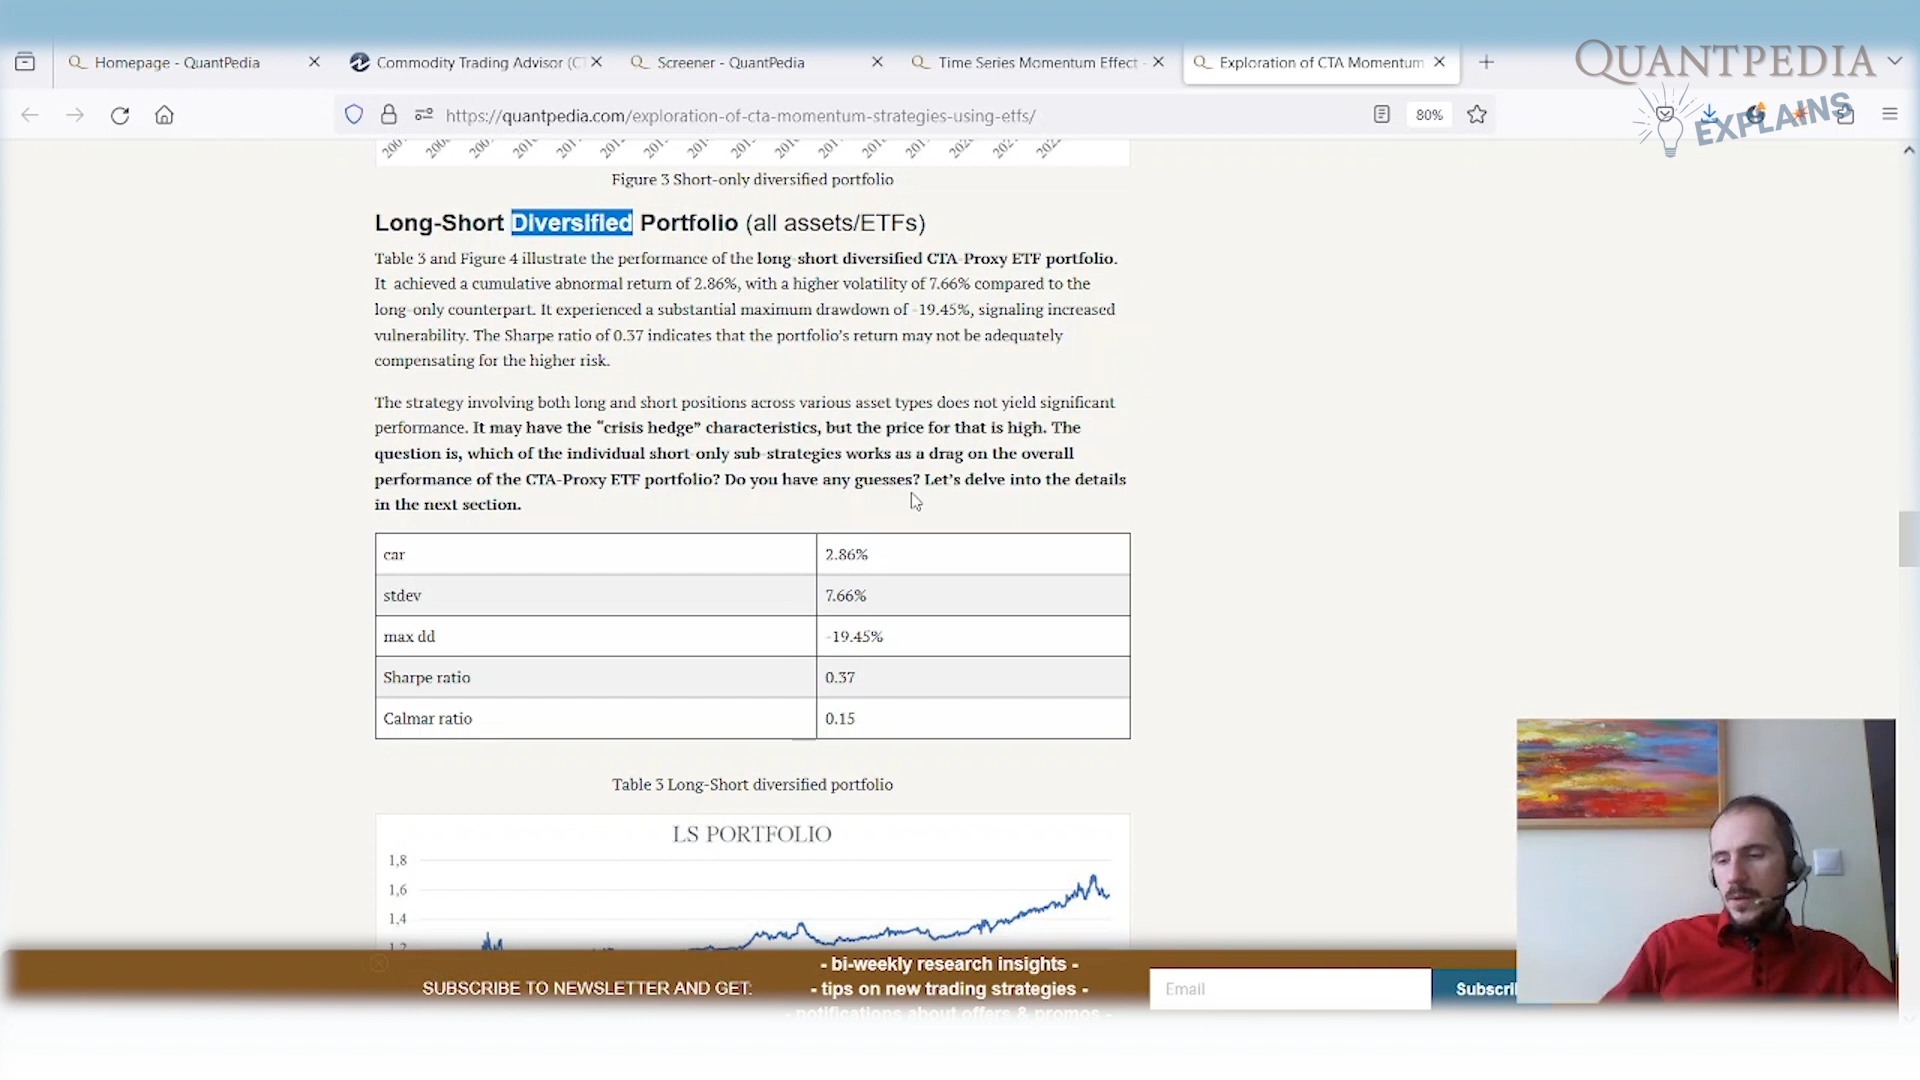 Homepage - QuantPedia
Commodity Trading Advisor (CT
Screener - QuantPedia
Time Series Momentum Effect -
Exploration of CTA Momentum
QUANTPEDIA
EXPLAINS
https://quantpedia.com/exploration-of-cta-momentum-strategies-using-etfs/
80%
Figure 3 Short-only diversified portfolio
Long-Short Diversified Portfolio (all assets/ETFs)
Table 3 and Figure 4 illustrate the performance of the long-short diversified CTA-Proxy ETF portfolio.
It achieved a cumulative abnormal return of 2.86%, with a higher volatility of 7.66% compared to the
long-only counterpart. It experienced a substantial maximum drawdown of -19.45%, signaling increased
vulnerability. The Sharpe ratio of 0.37 indicates that the portfolio's return may not be adequately
compensating for the higher risk.
The strategy involving both long and short positions across various asset types does not yield significant
performance. It may have the “crisis hedge” characteristics, but the price for that is high. The
question is, which of the individual short-only sub-strategies works as a drag on the overall
performance of the CTA-Proxy ETF portfolio? Do you have any guesses? Let's delve into the details
in the next section.
car 2.86%
stdev 7.66%
max dd -19.45%
Sharpe ratio 0.37
Calmar ratio 0.15
Table 3 Long-Short diversified portfolio
LS PORTFOLIO
1,8
1,6
1,4
1,2
SUBSCRIBE TO NEWSLETTER AND GET:
- bi-weekly research insights -
- tips on new trading strategies -
- notifications about offers & promos -
Email
Subscri